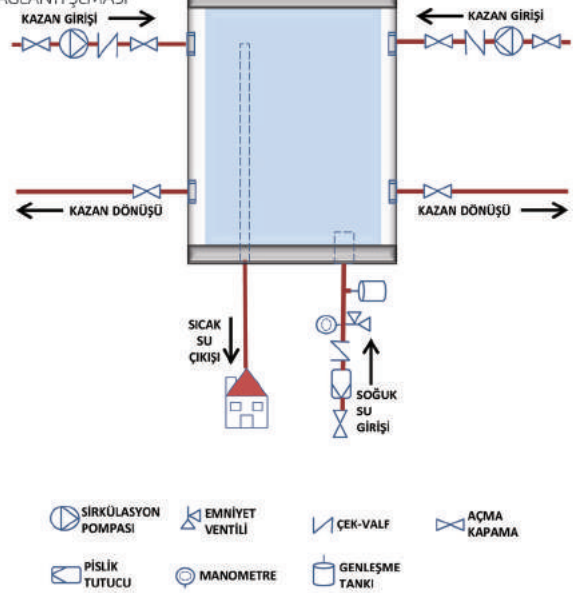 KAZAN GİRİŞİ
KAZAN GİRİŞİ
KAZAN DÖNÜŞÜ
KAZAN DÖNÜŞÜ
SICAK
SU
ÇIKIŞI
SOĞUK
SU
GİRİŞİ
SİRKÜLASYON
POMPASI
EMNİYET
VENTİLİ
ÇEK-VALF
AÇMA
KAPAMA
PİSLİK
TUTUCU
MANOMETRE
GENLEŞME
TANKI